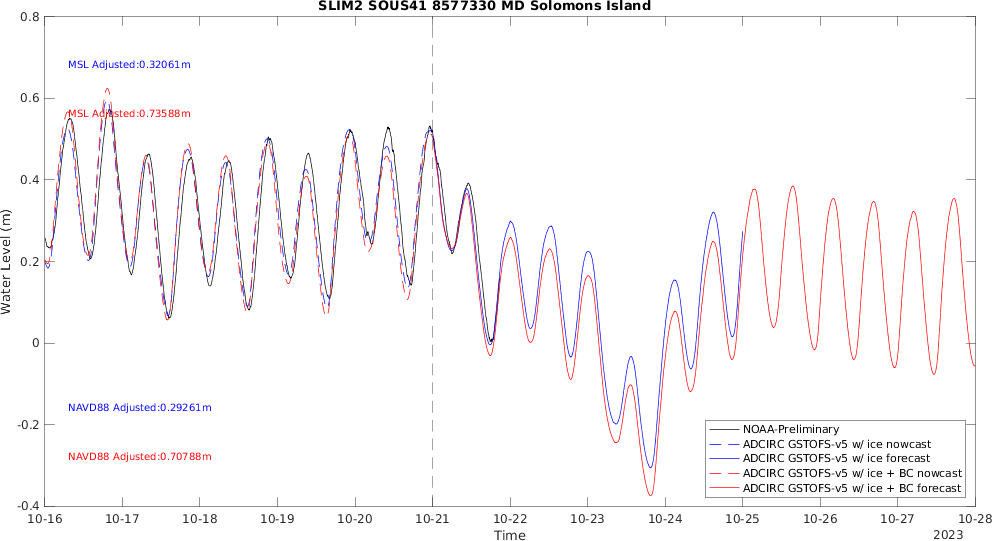 SLIM2 SOUS41 8577330 MD Solomons Island
0.8
0.6
0.4
0.2
0
-0.2
-0.4
Water Level (m)
MSL Adjusted:0.32061m
MSL Adjusted:0.73588m
NAVD88 Adjusted:0.29261m
NAVD88 Adjusted:0.70788m
NOAA-Preliminary
ADCIRC GSTOFS-v5 w/ ice nowcast
ADCIRC GSTOFS-v5 w/ ice forecast
ADCIRC GSTOFS-v5 w/ ice + BC nowcast
ADCIRC GSTOFS-v5 w/ ice + BC forecast
10-16 10-17 10-18 10-19 10-20 10-21 10-22 10-23 10-24 10-25 10-26 10-27 10-28
Time
2023